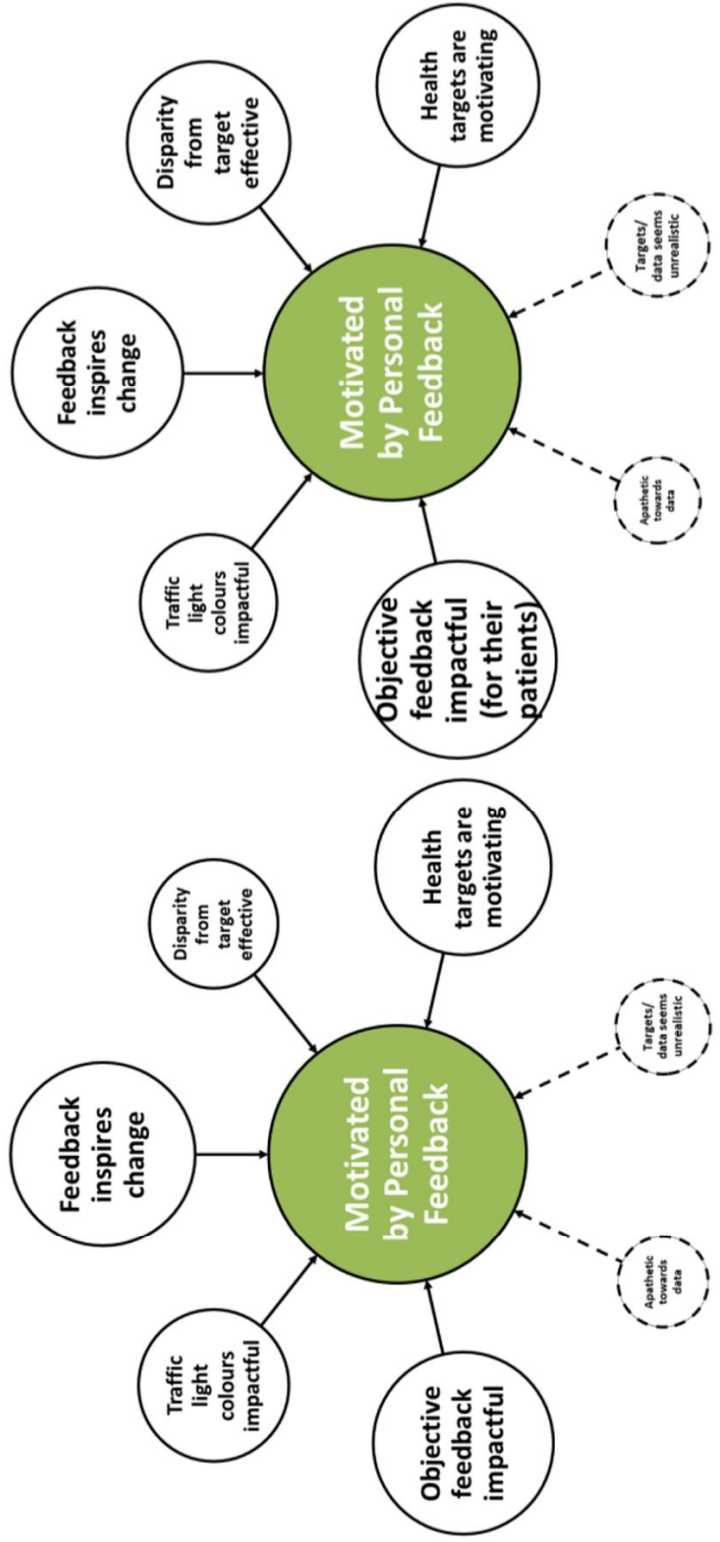 Feedback
inspires
change
Traffic
light
colours
impactful
Disparity
from
target
effective
Motivated
by Personal
Feedback
Objective
feedback
impactful
Health
targets are
motivating
Apathetic
towards
data
Targets/
data seems
unrealistic
Feedback
inspires
change
Traffic
light
colours
impactful
Disparity
from
target
effective
Motivated
by Personal
Feedback
Objective
feedback
impactful
(for their
patients)
Health
targets are
motivating
Apathetic
towards
data
Targets/
data seems
unrealistic